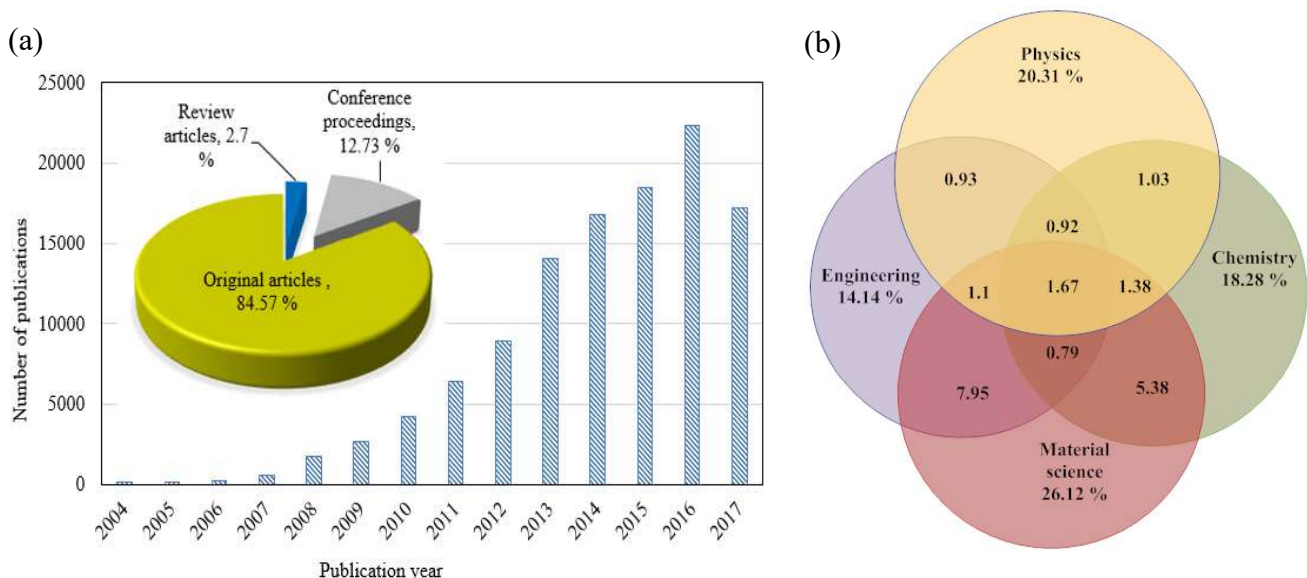 (a)
25000
20000
15000
10000
5000
0
Number of publications
Review
articles, 2.7
%
Conference
proceedings,
12.73 %
Original articles ,
84.57 %
2004
2005
2006
2007
2008
2009
2010
2011
2012
2013
2014
2015
2016
2017
Publication year
(b)
Physics
20.31 %
0.93
1.03
0.92
Engineering
14.14 %
Chemistry
18.28 %
1.1
1.67
1.38
0.79
7.95
5.38
Material
science
26.12 %